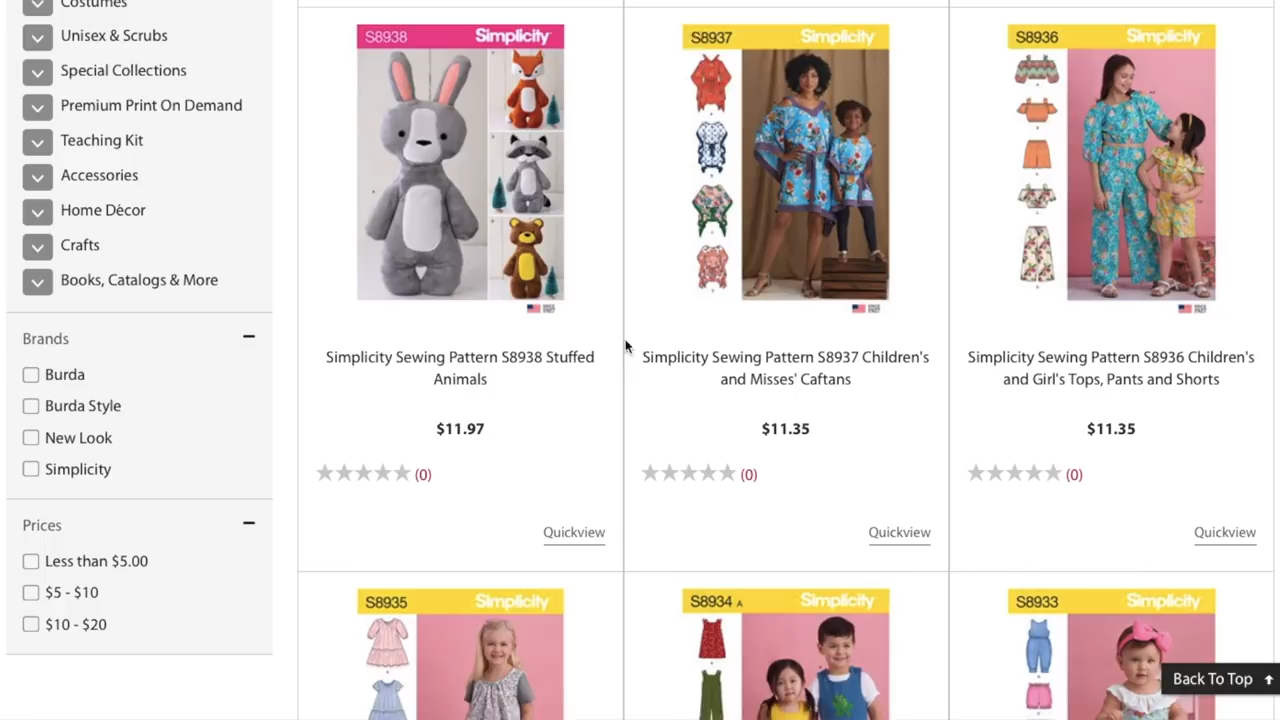 Costumes
Unisex & Scrubs
Special Collections
Premium Print On Demand
Teaching Kit
Accessories
Home Décor
Crafts
Books, Catalogs & More
Brands
Burda
Burda Style
New Look
Simplicity
Prices
Less than $5.00
$5 - $10
$10 - $20
S8938 Simplicity
Simplicity Sewing Pattern S8938 Stuffed
Animals
$11.97
(0)
Quickview
S8937 Simplicity
Simplicity Sewing Pattern S8937 Children's
and Misses' Caftans
$11.35
(0)
Quickview
S8936 Simplicity
Simplicity Sewing Pattern S8936 Children's
and Girl's Tops, Pants and Shorts
$11.35
(0)
Quickview
S8935 Simplicity
S8934 A Simplicity
S8933 Simplicity
Back To Top